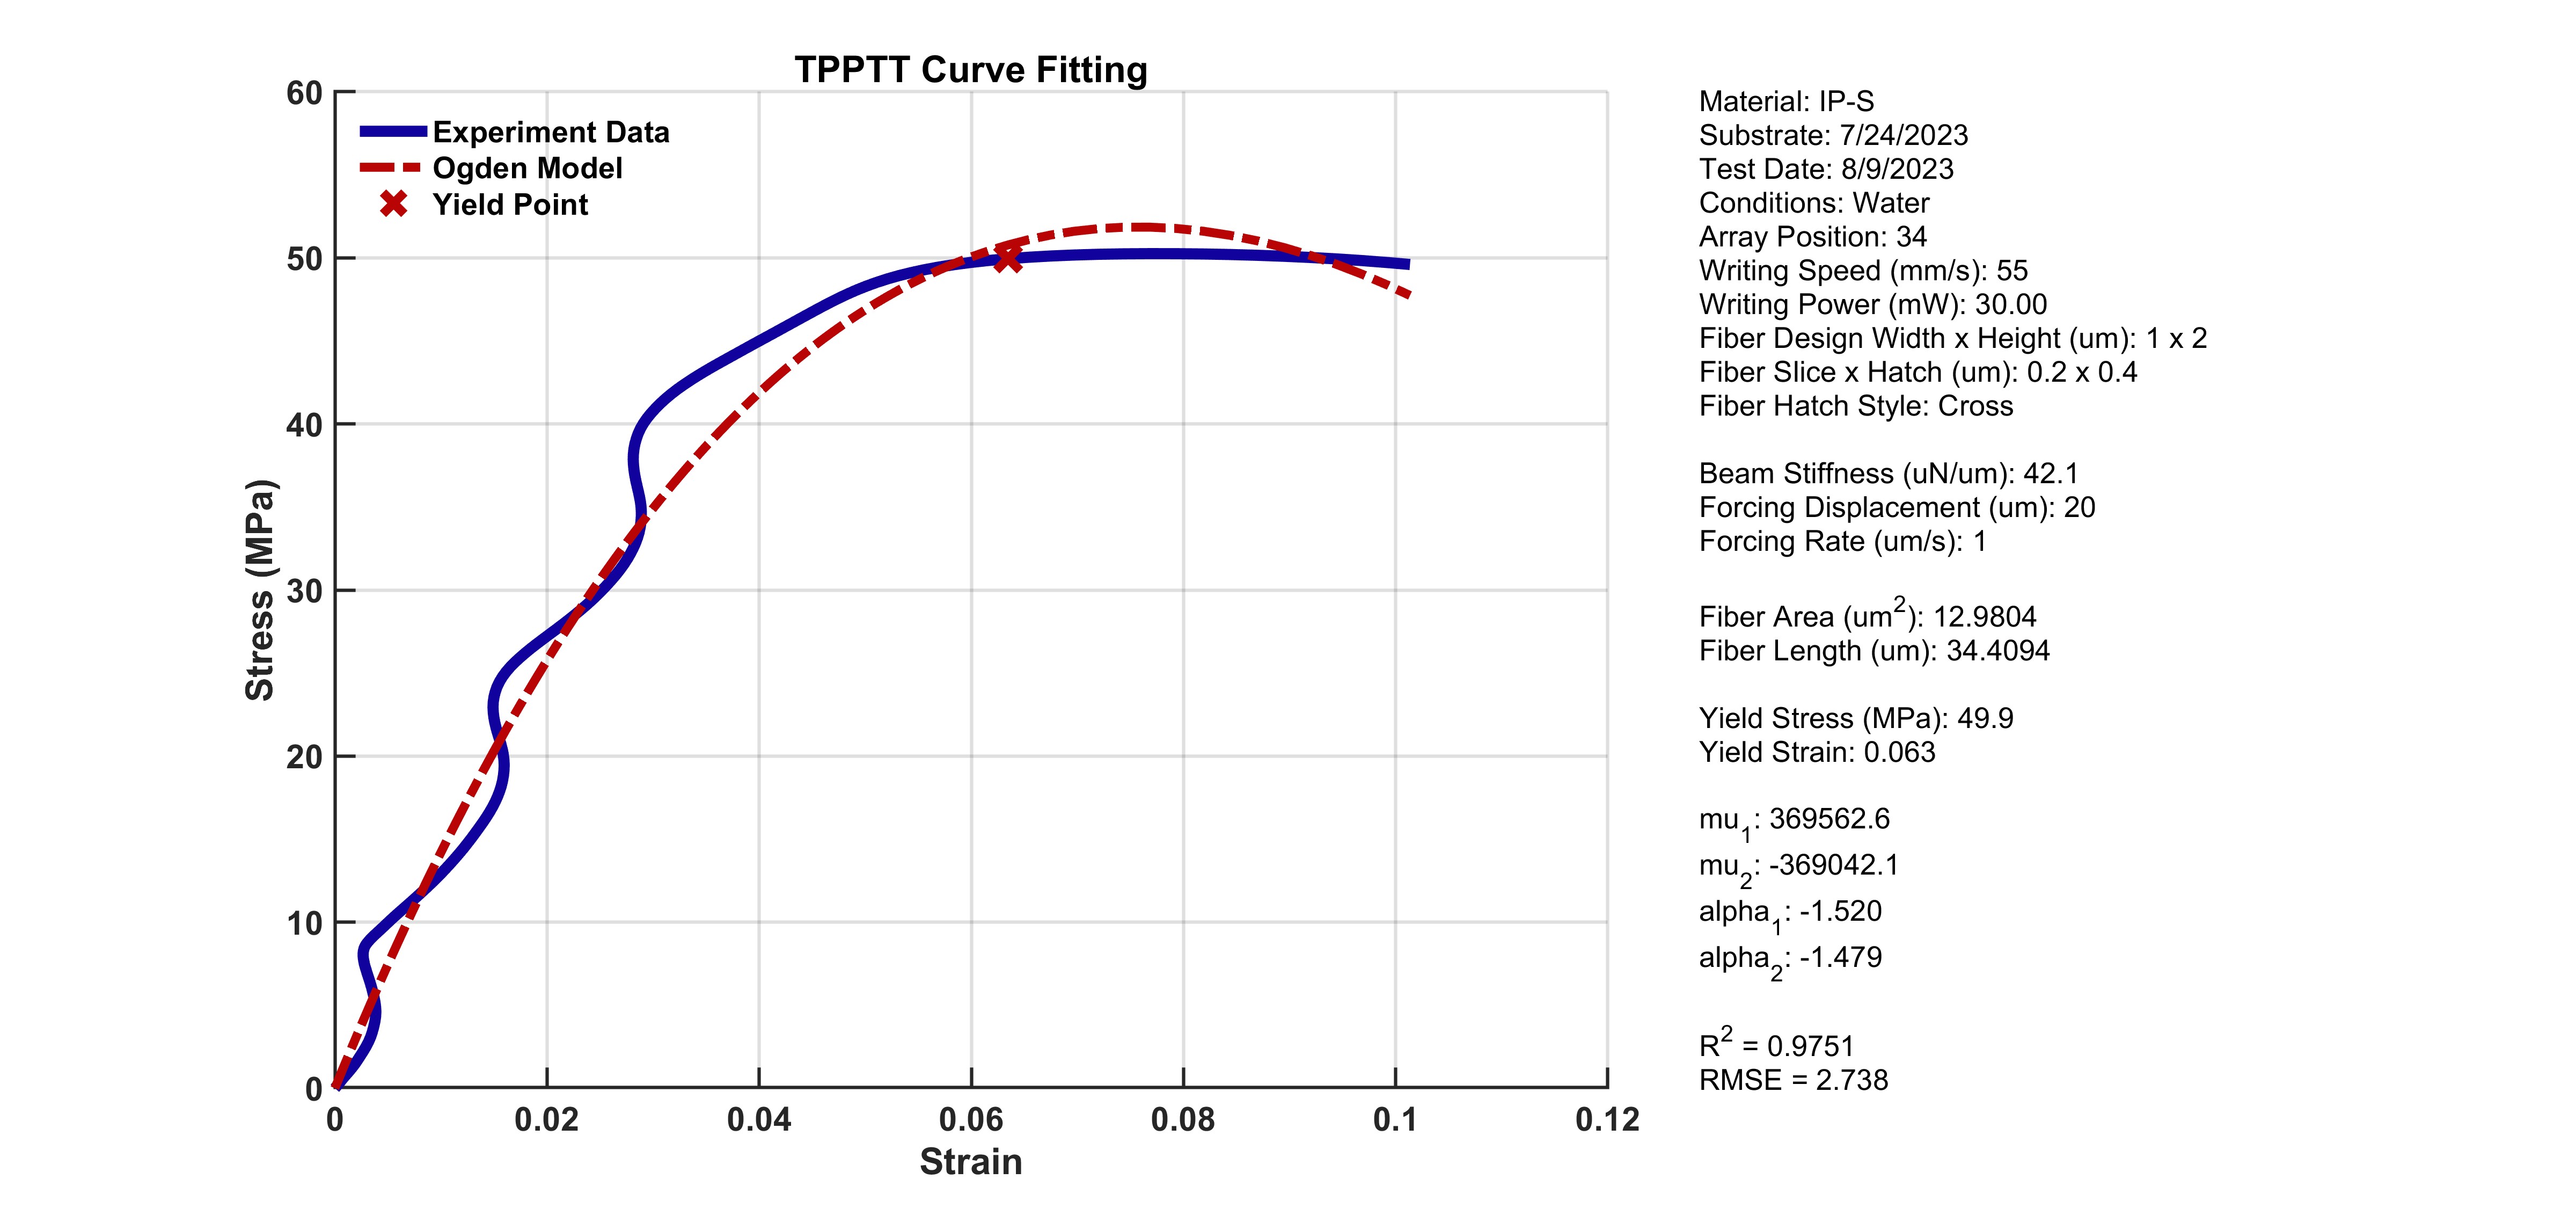 TPPTT Curve Fitting
60
50
40
30
20
10
0
Stress (MPa)
Experiment Data
Ogden Model
Yield Point
0
0.02
0.04
0.06
0.08
0.1
0.12
Strain
Material: IP-S
Substrate: 7/24/2023
Test Date: 8/9/2023
Conditions: Water
Array Position: 34
Writing Speed (mm/s): 55
Writing Power (mW): 30.00
Fiber Design Width x Height (um): 1 x 2
Fiber Slice x Hatch (um): 0.2 x 0.4
Fiber Hatch Style: Cross
Beam Stiffness (uN/um): 42.1
Forcing Displacement (um): 20
Forcing Rate (um/s): 1
Fiber Area (um²): 12.9804
Fiber Length (um): 34.4094
Yield Stress (MPa): 49.9
Yield Strain: 0.063
mu₁: 369562.6
mu₂: -369042.1
alpha₁: -1.520
alpha₂: -1.479
R² = 0.9751
RMSE = 2.738